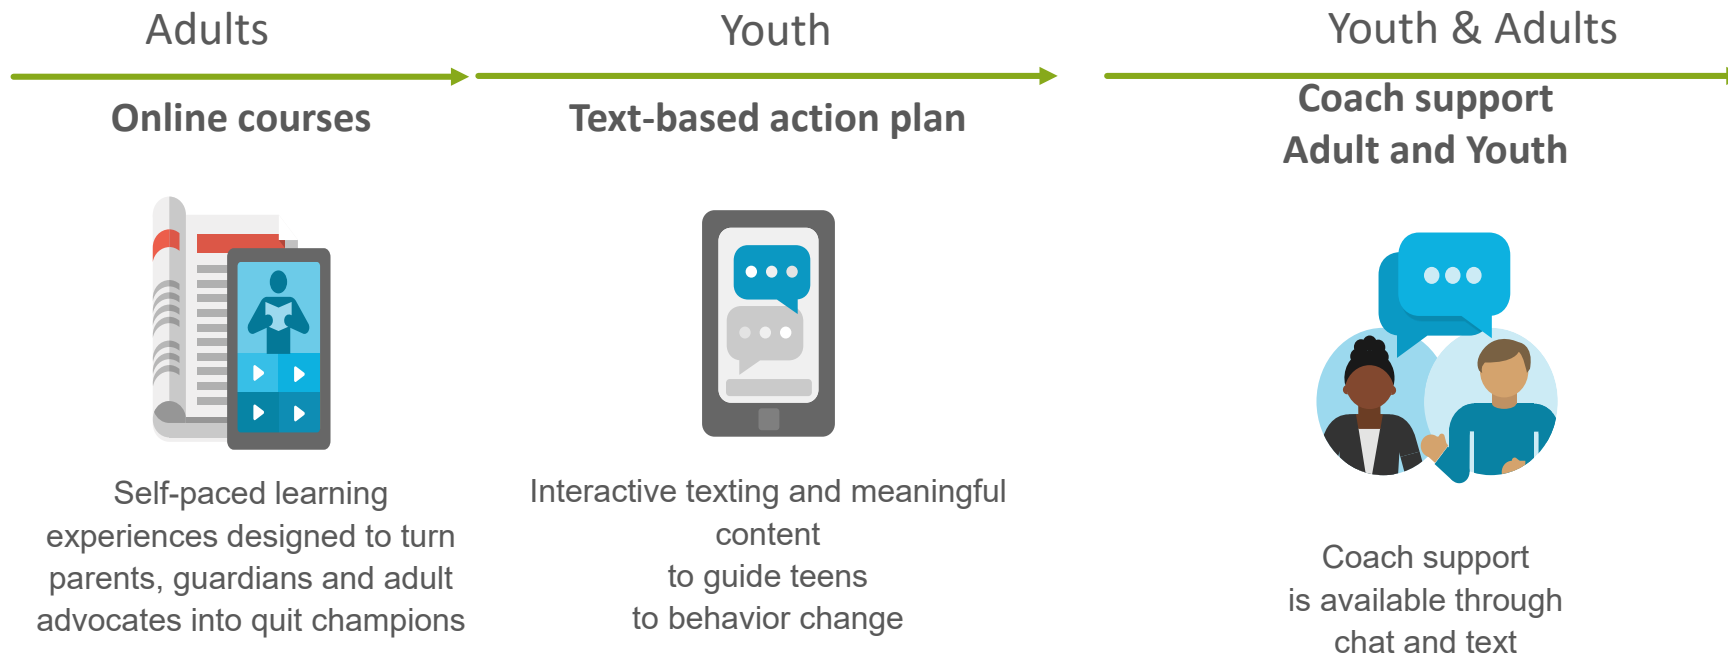 Adults
Online courses
Self-paced learning
experiences designed to turn
parents, guardians and adult
advocates into quit champions
Youth
Text-based action plan
Interactive texting and meaningful
content
to guide teens
to behavior change
Youth & Adults
Coach support
Adult and Youth
Coach support
is available through
chat and text